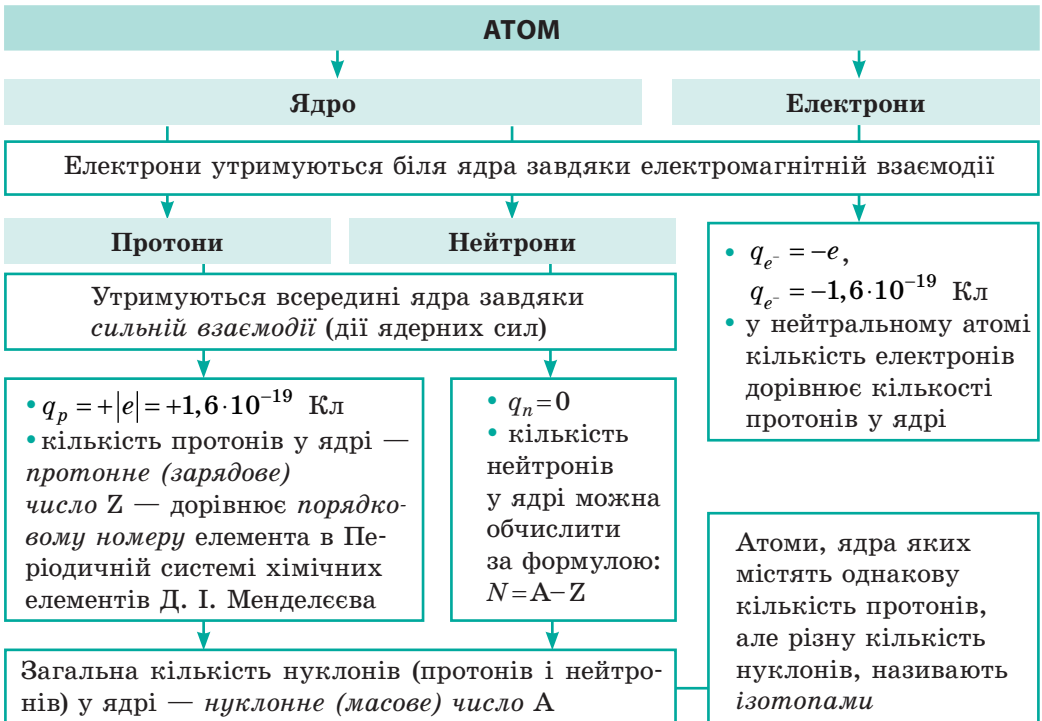 АТОМ
Ядро
Електрони
Електрони утримуються біля ядра завдяки електромагнітній взаємодії
Протони
Нейтрони
Утримуються всередині ядра завдяки
сильній взаємодії (дії ядерних сил)
• q_{e⁻} = −e,
q_{e⁻} = −1,6·10⁻¹⁹ Кл
• у нейтральному атомі
кількість електронів
дорівнює кількості
протонів у ядрі
• q_p = +|e| = +1,6·10⁻¹⁹ Кл
• кількість протонів у ядрі —
протонне (зарядове)
число Z — дорівнює порядко-
вому номеру елемента в Пе-
ріодичній системі хімічних
елементів Д. І. Менделєєва
• q_n = 0
• кількість
нейтронів
у ядрі можна
обчислити
за формулою:
N = A − Z
Загальна кількість нуклонів (протонів і нейтро-
нів) у ядрі — нуклонне (масове) число A
Атоми, ядра яких
містять однакову
кількість протонів,
але різну кількість
нуклонів, називають
ізотопами